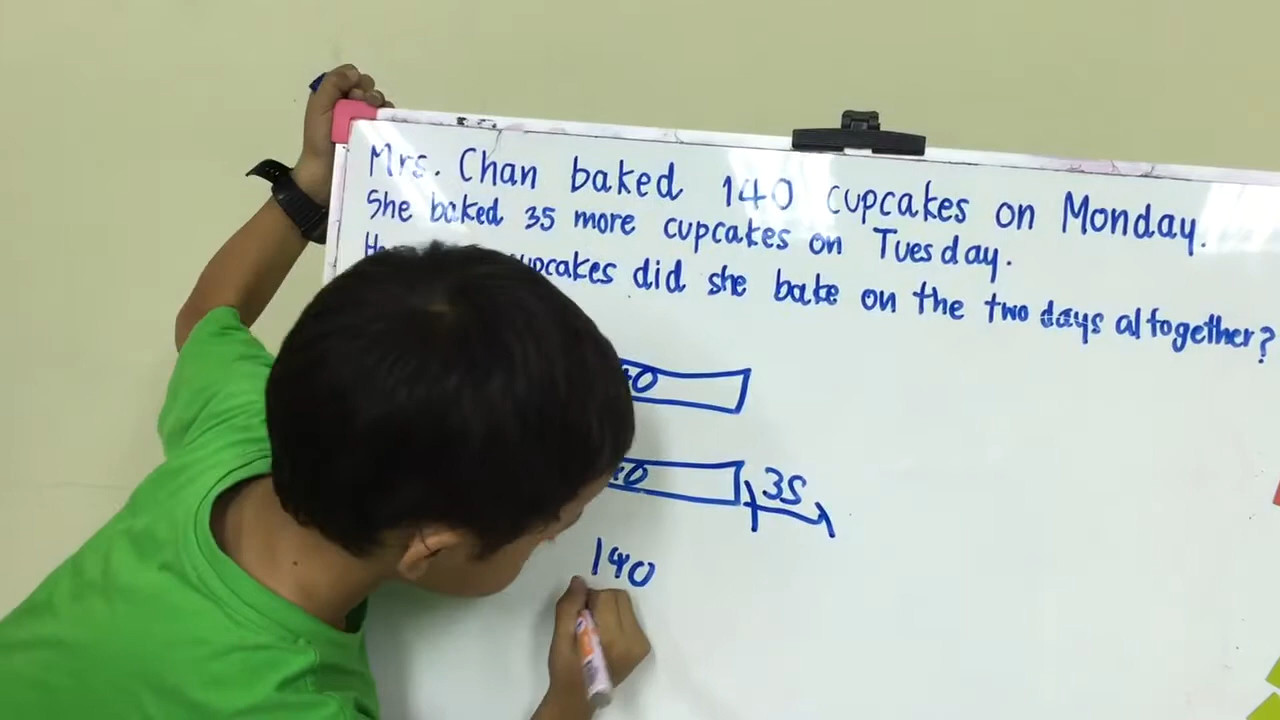 Mrs. Chan baked 140 cupcakes on Monday.
She baked 35 more cupcakes on Tuesday.
did she bake on the two days altogether?
35
140